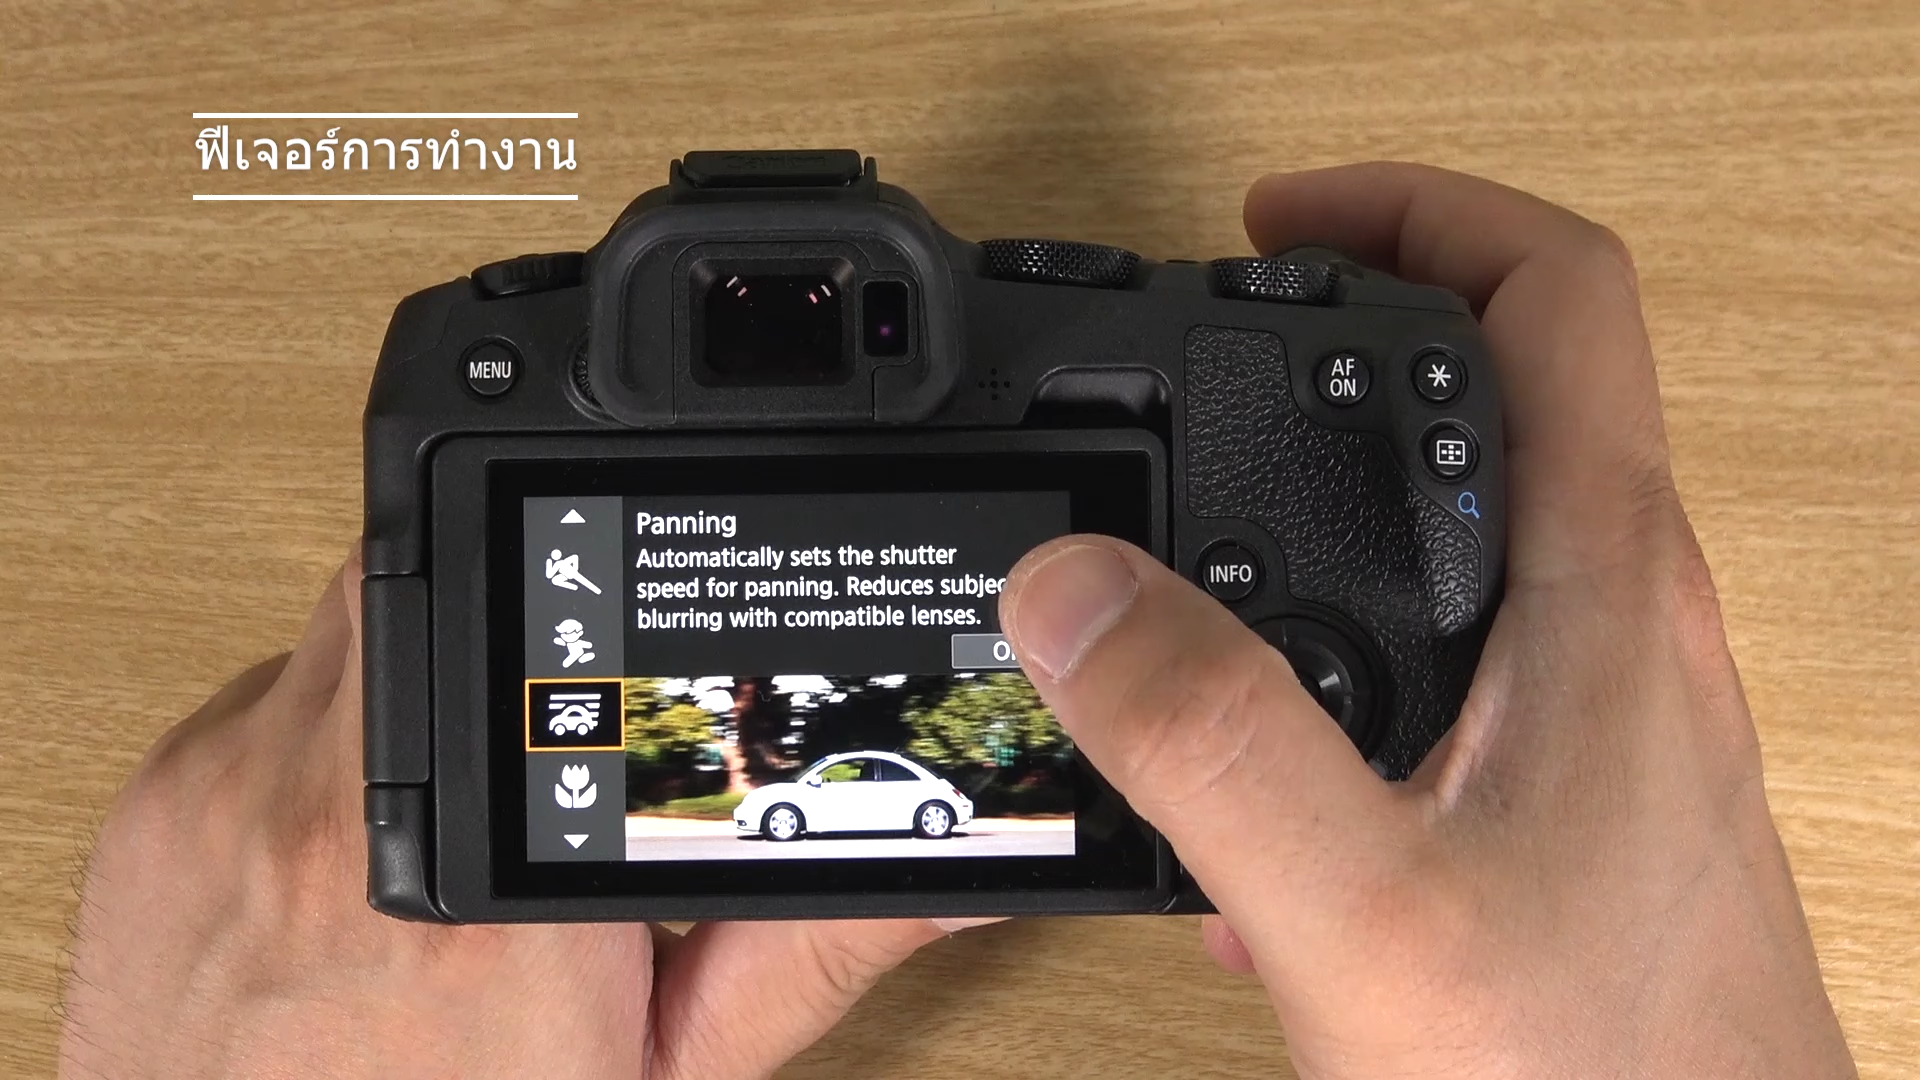 ฟีเจอร์การทำงาน
MENU
AF
ON
INFO
Panning
Automatically sets the shutter
speed for panning. Reduces
blurring with compatible lenses.